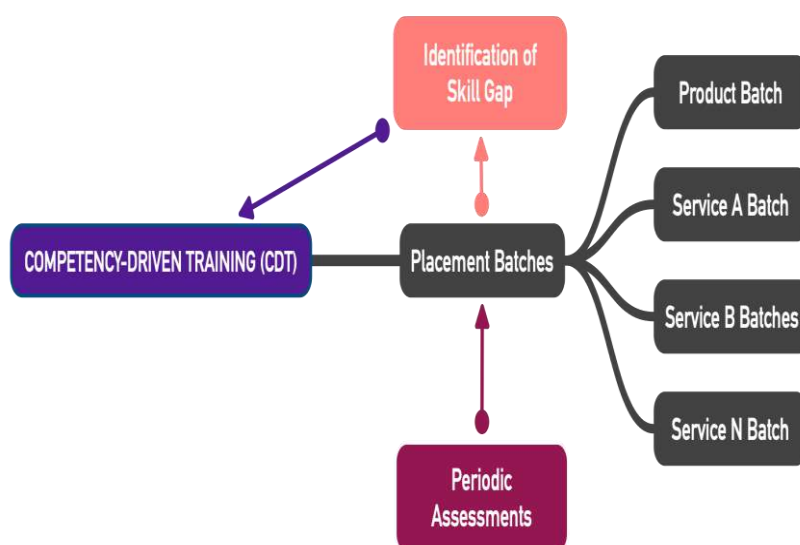 Identification of
Skill Gap
Product Batch
Service A Batch
COMPETENCY-DRIVEN TRAINING (CDT)
Placement Batches
Service B Batches
Service N Batch
Periodic
Assessments